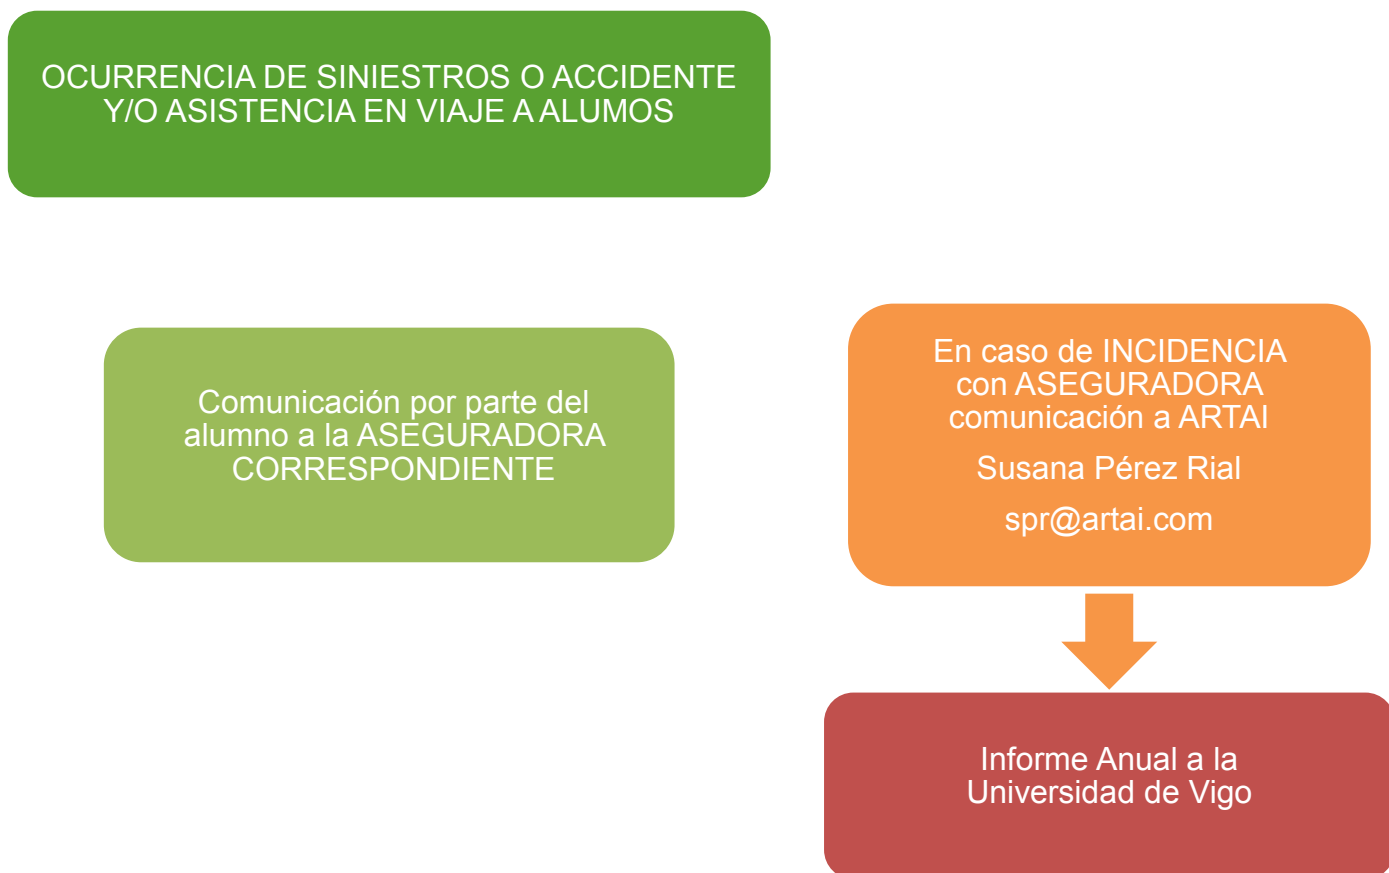 OCURRENCIA DE SINIESTROS O ACCIDENTE
Y/O ASISTENCIA EN VIAJE A ALUMOS
Comunicación por parte del
alumno a la ASEGURADORA
CORRESPONDIENTE
En caso de INCIDENCIA
con ASEGURADORA
comunicación a ARTAI
Susana Pérez Rial
spr@artai.com
Informe Anual a la
Universidad de Vigo